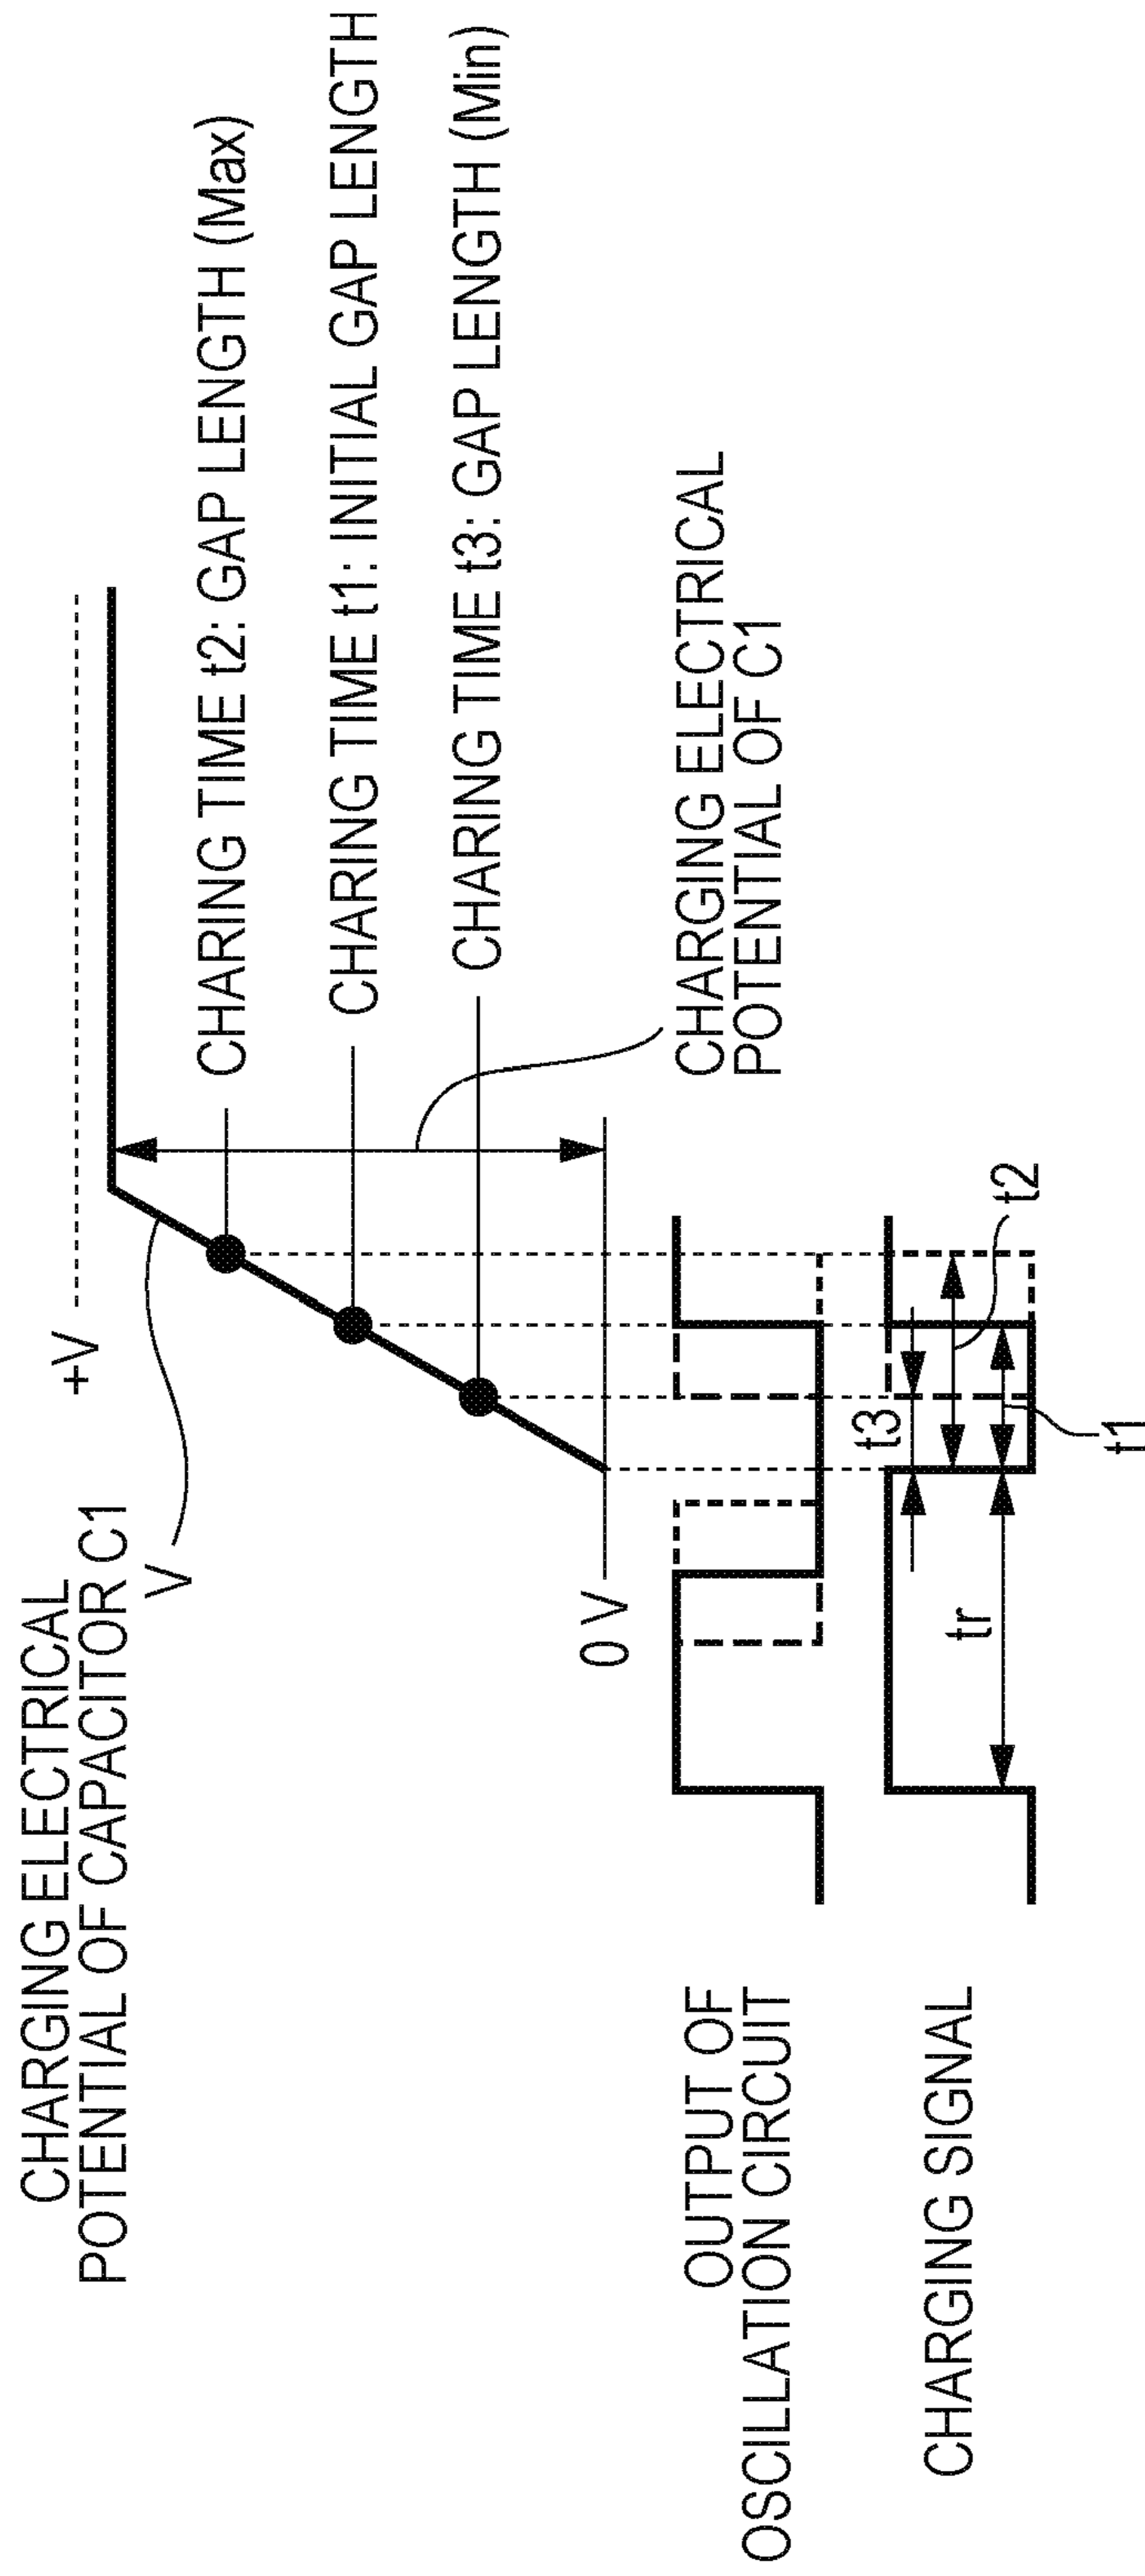 CHARGING ELECTRICAL
POTENTIAL OF CAPACITOR C1
+V
V
CHARING TIME t2: GAP LENGTH (Max)
CHARING TIME t1: INITIAL GAP LENGTH
CHARING TIME t3: GAP LENGTH (Min)
0 V
CHARGING ELECTRICAL
POTENTIAL OF C1
OUTPUT OF
OSCILLATION CIRCUIT
CHARGING SIGNAL
tr
t3
t2
t1